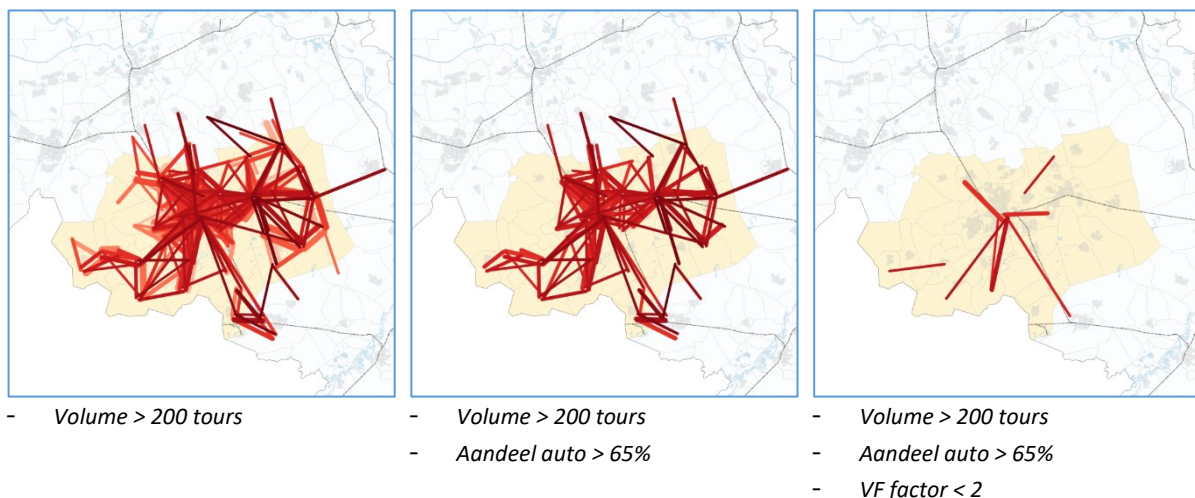 - Volume > 200 tours
- Volume > 200 tours
- Aandeel auto > 65%
- Volume > 200 tours
- Aandeel auto > 65%
- VF factor < 2